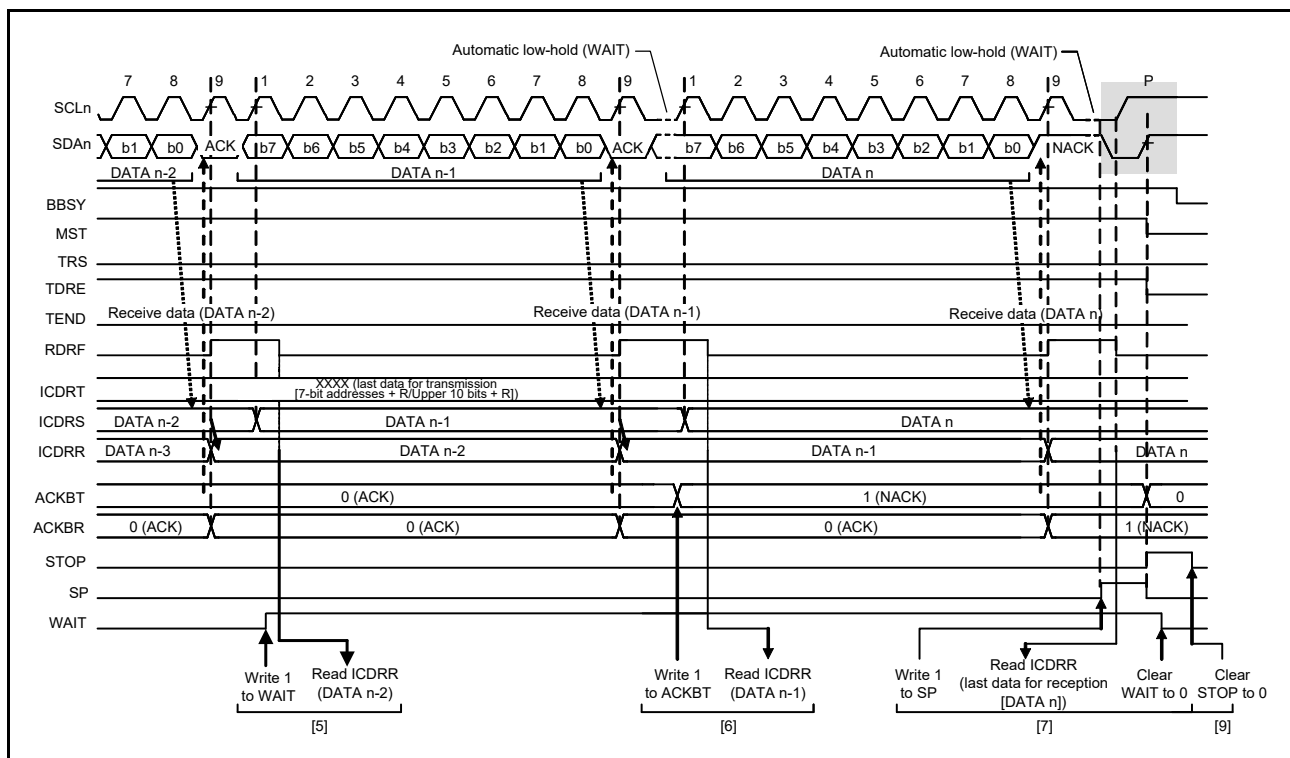 Automatic low-hold (WAIT) Automatic low-hold (WAIT)
7 8 9 1 2 3 4 5 6 7 8 9 1 2 3 4 5 6 7 8 9 P
SCLn
SDAn b1 b0 ACK b7 b6 b5 b4 b3 b2 b1 b0 ACK b7 b6 b5 b4 b3 b2 b1 b0 NACK
DATA n-2 DATA n-1 DATA n
BBSY
MST
TRS
TDRE
Receive data (DATA n-2) Receive data (DATA n-1) Receive data (DATA n)
TEND
RDRF
XXXX (last data for transmission
[7-bit addresses + R/Upper 10 bits + R])
ICDRT
ICDRS DATA n-2 DATA n-1 DATA n
ICDRR DATA n-3 DATA n-2 DATA n-1 DATA n
ACKBT 0 (ACK) 1 (NACK) 0
ACKBR 0 (ACK) 0 (ACK) 0 (ACK) 1 (NACK)
STOP
SP
WAIT
Write 1
to WAIT
Read ICDRR
(DATA n-2)
[5]
Write 1
to ACKBT
Read ICDRR
(DATA n-1)
[6]
Write 1
to SP
Read ICDRR
(last data for reception
[DATA n])
[7]
Clear
WAIT to 0
Clear
STOP to 0
[9]